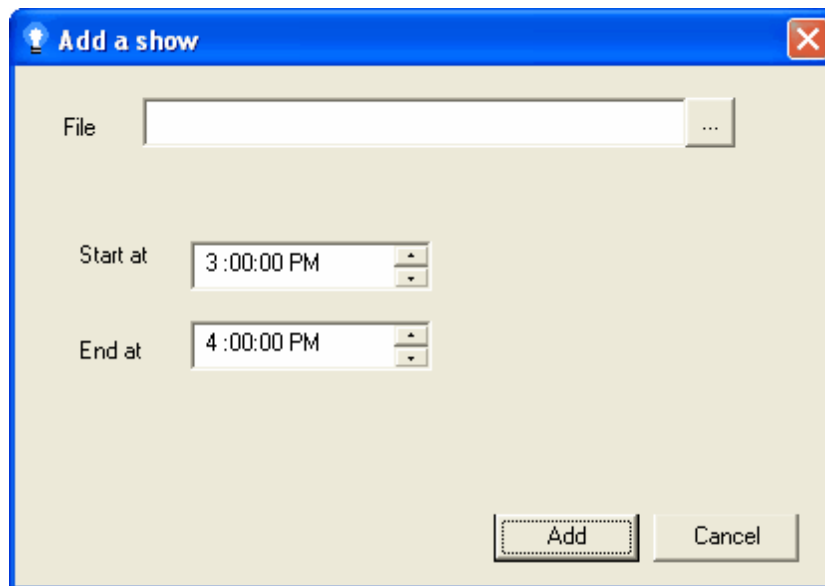 Add a show
File
...
Start at 3 :00:00 PM
End at 4 :00:00 PM
Add Cancel